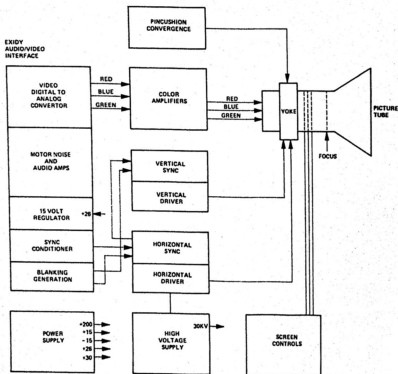 PINCUSHION
CONVERGENCE
EXIDY
AUDIO/VIDEO
INTERFACE
VIDEO
DIGITAL TO
ANALOG
CONVERTOR
RED
BLUE
GREEN
COLOR
AMPLIFIERS
RED
BLUE
GREEN
YOKE
PICTURE
TUBE
FOCUS
MOTOR NOISE
AND
AUDIO AMPS
VERTICAL
SYNC
VERTICAL
DRIVER
15 VOLT
REGULATOR
+26
SYNC
CONDITIONER
BLANKING
GENERATION
HORIZONTAL
SYNC
HORIZONTAL
DRIVER
POWER
SUPPLY
+200
+15
-15
+26
+30
HIGH
VOLTAGE
SUPPLY
30KV
SCREEN
CONTROLS